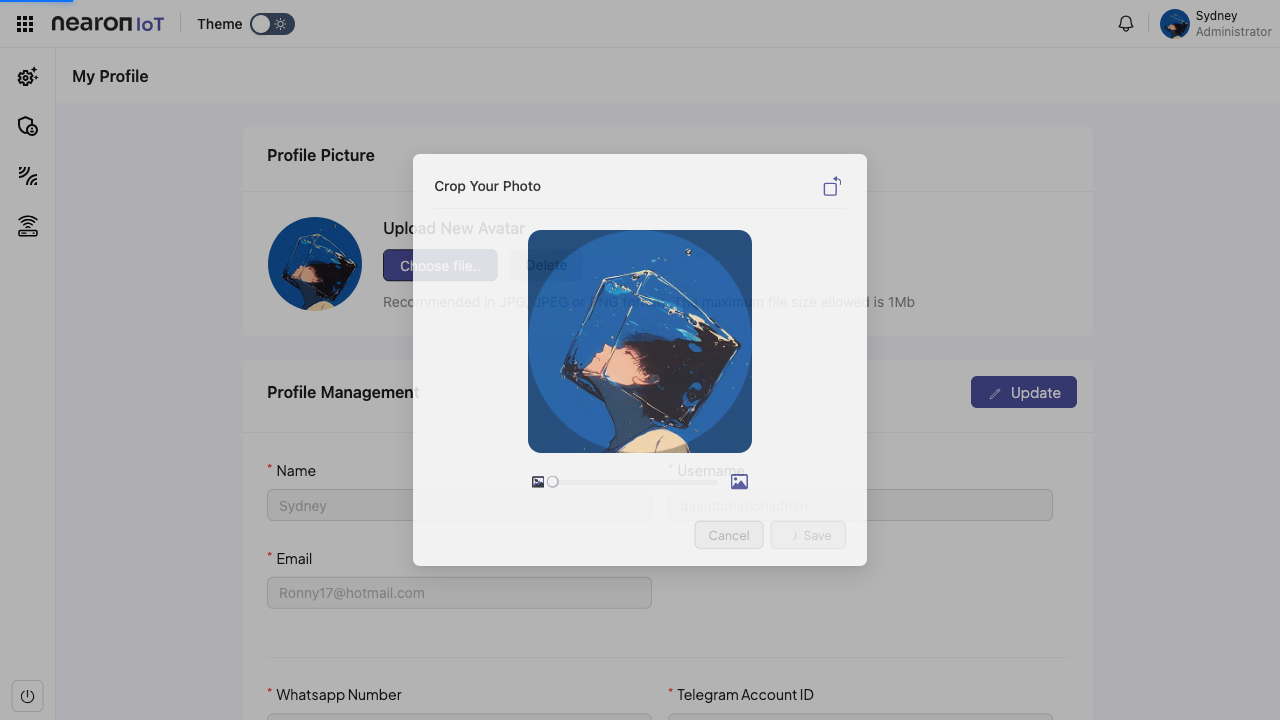 nearon IoT
Theme
Sydney
Administrator
My Profile
Profile Picture
Crop Your Photo
Upload New Avatar
Choose file..
Delete
Recommended in JPG, JPEG or PNG The maximum file size allowed is 1Mb
Profile Management
Update
* Name
* Username
Sydney
qaautomationadmin
Cancel
Save
* Email
Ronny17@hotmail.com
* Whatsapp Number
* Telegram Account ID